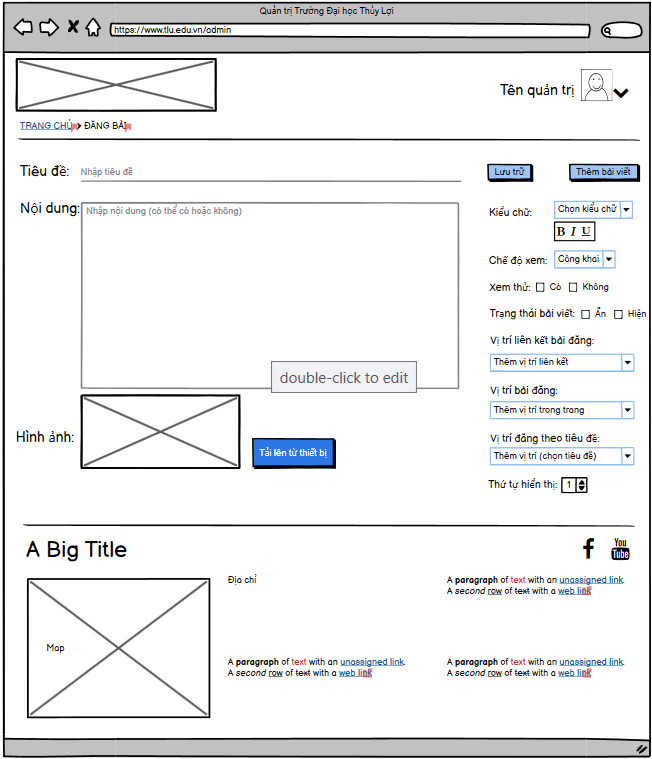 Quản trị Trường Đại học Thủy Lợi
https://www.tlu.edu.vn/admin
Tên quản trị
TRANG CHỦ ĐĂNG BÀI
Tiêu đề: Nhập tiêu đề
Lưu trữ Thêm bài viết
Nội dung: Nhập nội dung (có thể có hoặc không)
Kiểu chữ: Chọn kiểu chữ
B I U
Chế độ xem: Công khai
Xem thử: Có Không
Trạng thái bài viết: Ẩn Hiện
Vị trí liên kết bài đăng:
Thêm vị trí liên kết
double-click to edit
Vị trí bài đăng:
Thêm vị trí trong trang
Hình ảnh:
Tải lên từ thiết bị
Vị trí đăng theo tiêu đề:
Thêm vị trí (chọn tiêu đề)
Thứ tự hiển thị: 1
A Big Title
f You Tube
Map
Địa chỉ
A paragraph of text with an unassigned link.
A second row of text with a web link
A paragraph of text with an unassigned link.
A second row of text with a web link
A paragraph of text with an unassigned link.
A second row of text with a web link